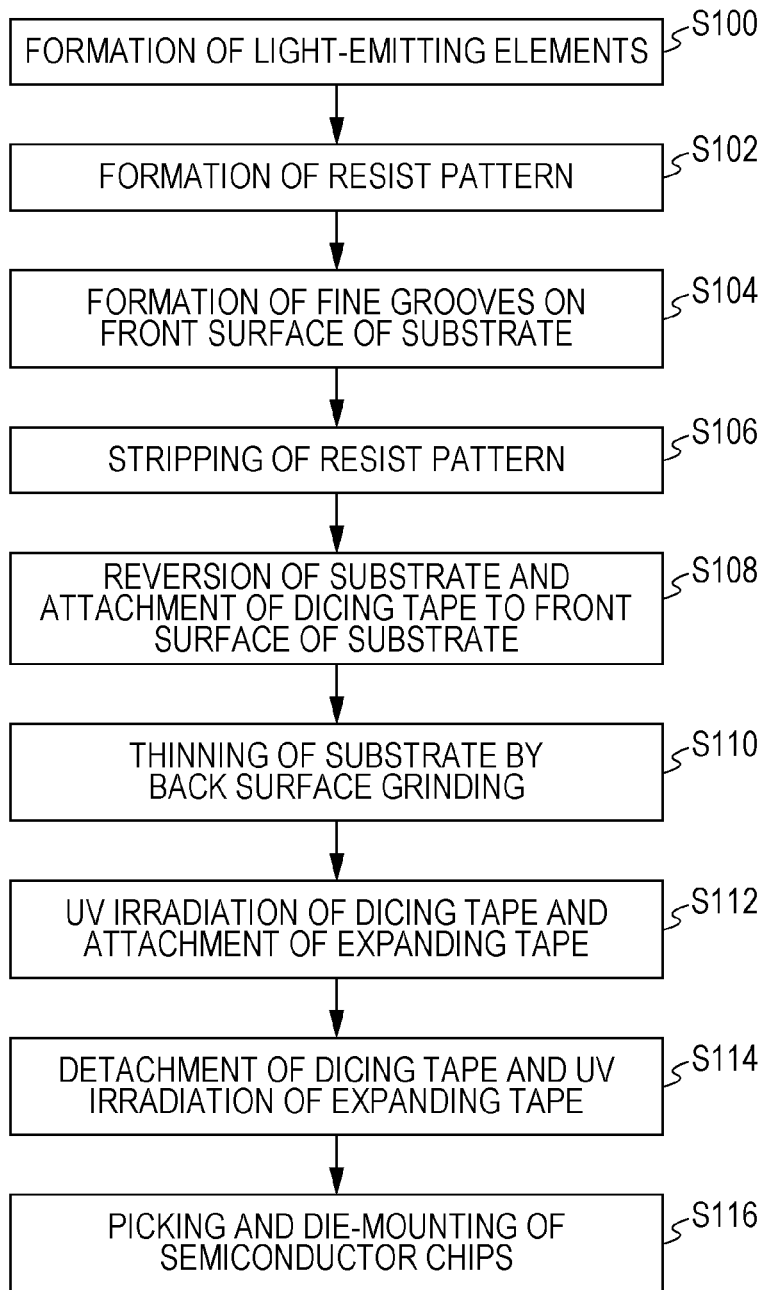 S100
FORMATION OF LIGHT-EMITTING ELEMENTS
S102
FORMATION OF RESIST PATTERN
S104
FORMATION OF FINE GROOVES ON
FRONT SURFACE OF SUBSTRATE
S106
STRIPPING OF RESIST PATTERN
S108
REVERSION OF SUBSTRATE AND
ATTACHMENT OF DICING TAPE TO FRONT
SURFACE OF SUBSTRATE
S110
THINNING OF SUBSTRATE BY
BACK SURFACE GRINDING
S112
UV IRRADIATION OF DICING TAPE AND
ATTACHMENT OF EXPANDING TAPE
S114
DETACHMENT OF DICING TAPE AND UV
IRRADIATION OF EXPANDING TAPE
S116
PICKING AND DIE-MOUNTING OF
SEMICONDUCTOR CHIPS